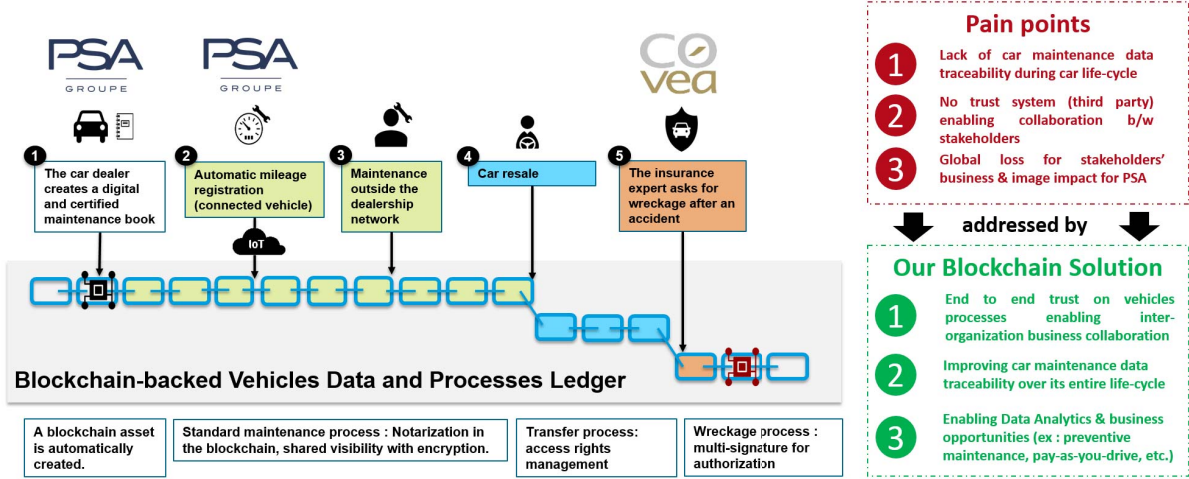 PSA
GROUPE
PSA
GROUPE
CO
vea
1
The car dealer
creates a digital
and certified
maintenance book
2
Automatic mileage
registration
(connected vehicle)
3
Maintenance
outside the
dealership
network
4
Car resale
5
The insurance
expert asks for
wreckage after an
accident
IoT
Blockchain-backed Vehicles Data and Processes Ledger
A blockchain asset
is automatically
created.
Standard maintenance process : Notarization in
the blockchain, shared visibility with encryption.
Transfer process:
access rights
management
Wreckage process :
multi-signature for
authorization
Pain points
1
Lack of car maintenance data
traceability during car life-cycle
2
No trust system (third party)
enabling collaboration b/w
stakeholders
3
Global loss for stakeholders'
business & image impact for PSA
addressed by
Our Blockchain Solution
1
End to end trust on vehicles
processes enabling inter-
organization business collaboration
2
Improving car maintenance data
traceability over its entire life-cycle
3
Enabling Data Analytics & business
opportunities (ex : preventive
maintenance, pay-as-you-drive, etc.)